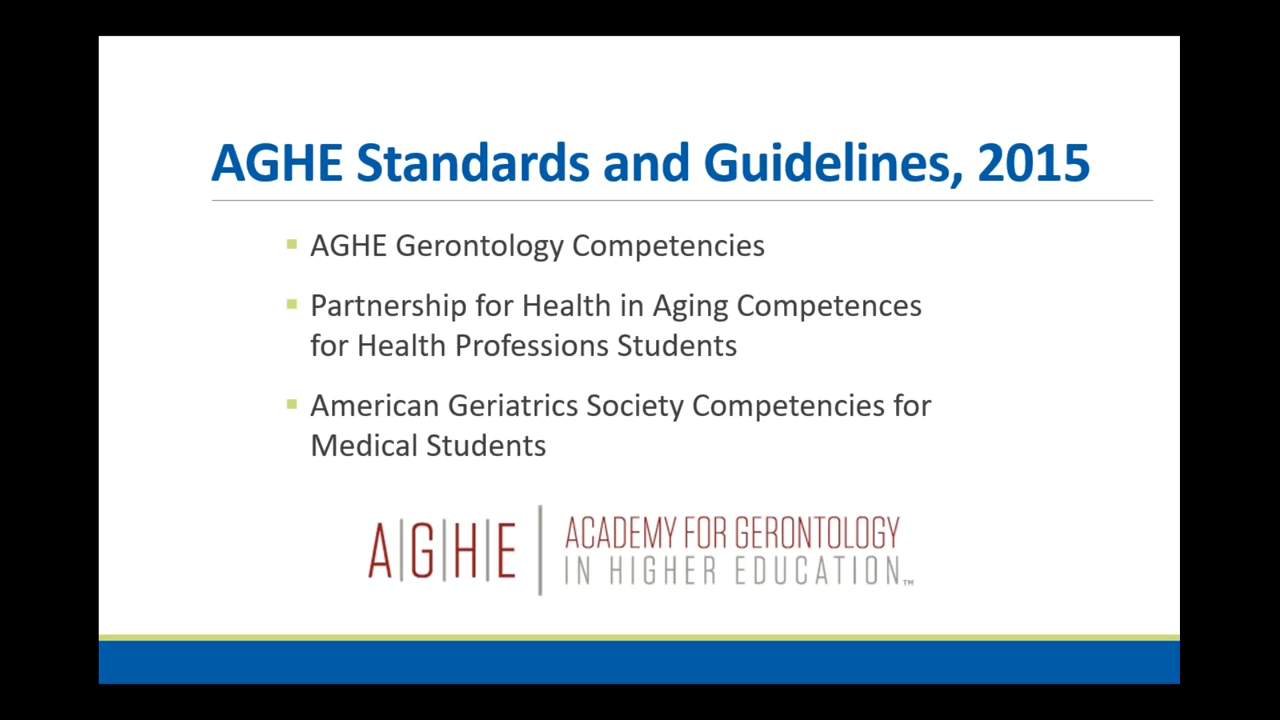 AGHE Standards and Guidelines, 2015
AGHE Gerontology Competencies
Partnership for Health in Aging Competences
for Health Professions Students
American Geriatrics Society Competencies for
Medical Students
A|G|H|E
ACADEMY FOR GERONTOLOGY
IN HIGHER EDUCATION™